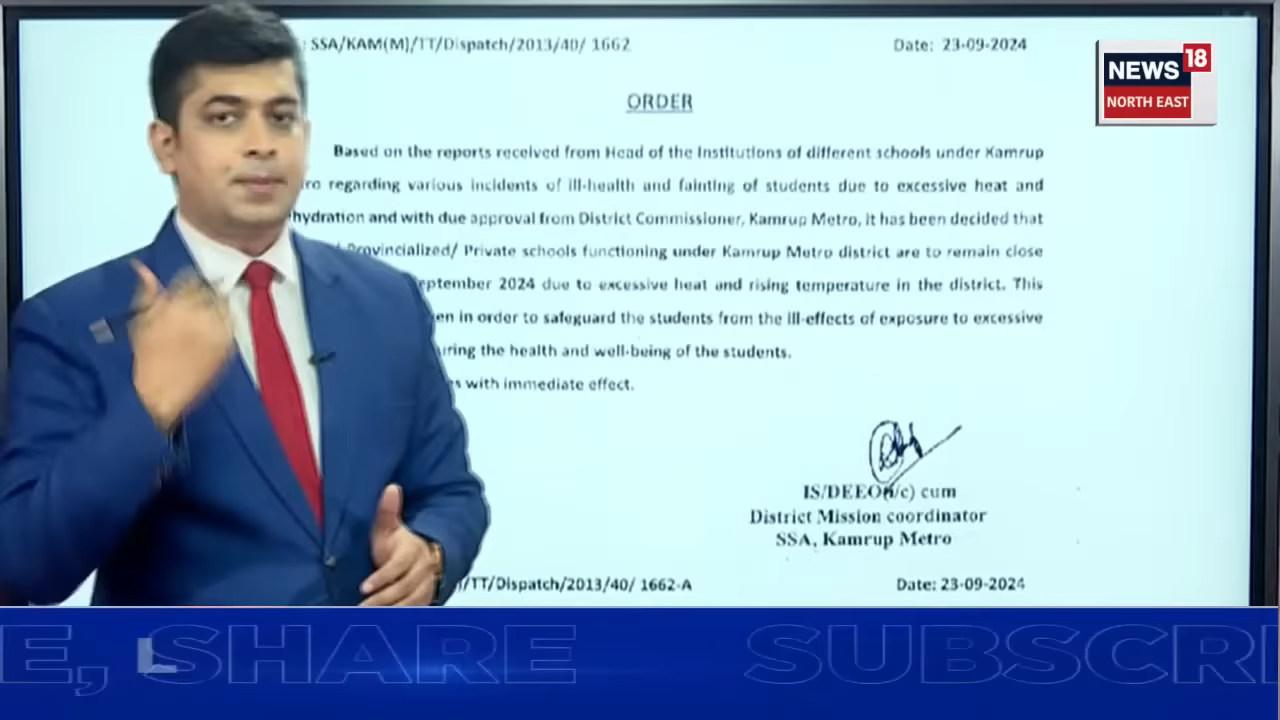 : SSA/KAM(M)/TT/Dispatch/2013/40/ 1662
Date: 23-09-2024
NEWS 18
NORTH EAST
ORDER
Based on the reports received from Head of the Institutions of different schools under Kamrup
ro regarding various incidents of ill-health and fainting of students due to excessive heat and
hydration and with due approval from District Commissioner, Kamrup Metro, it has been decided that
Provincialized/ Private schools functioning under Kamrup Metro district are to remain close
eptember 2024 due to excessive heat and rising temperature in the district. This
en in order to safeguard the students from the ill-effects of exposure to excessive
uring the health and well-being of the students.
s with immediate effect.
IS/DEEO(i/c) cum
District Mission coordinator
SSA, Kamrup Metro
)/TT/Dispatch/2013/40/ 1662-A
Date: 23-09-2024
E, SHARE SUBSCRI